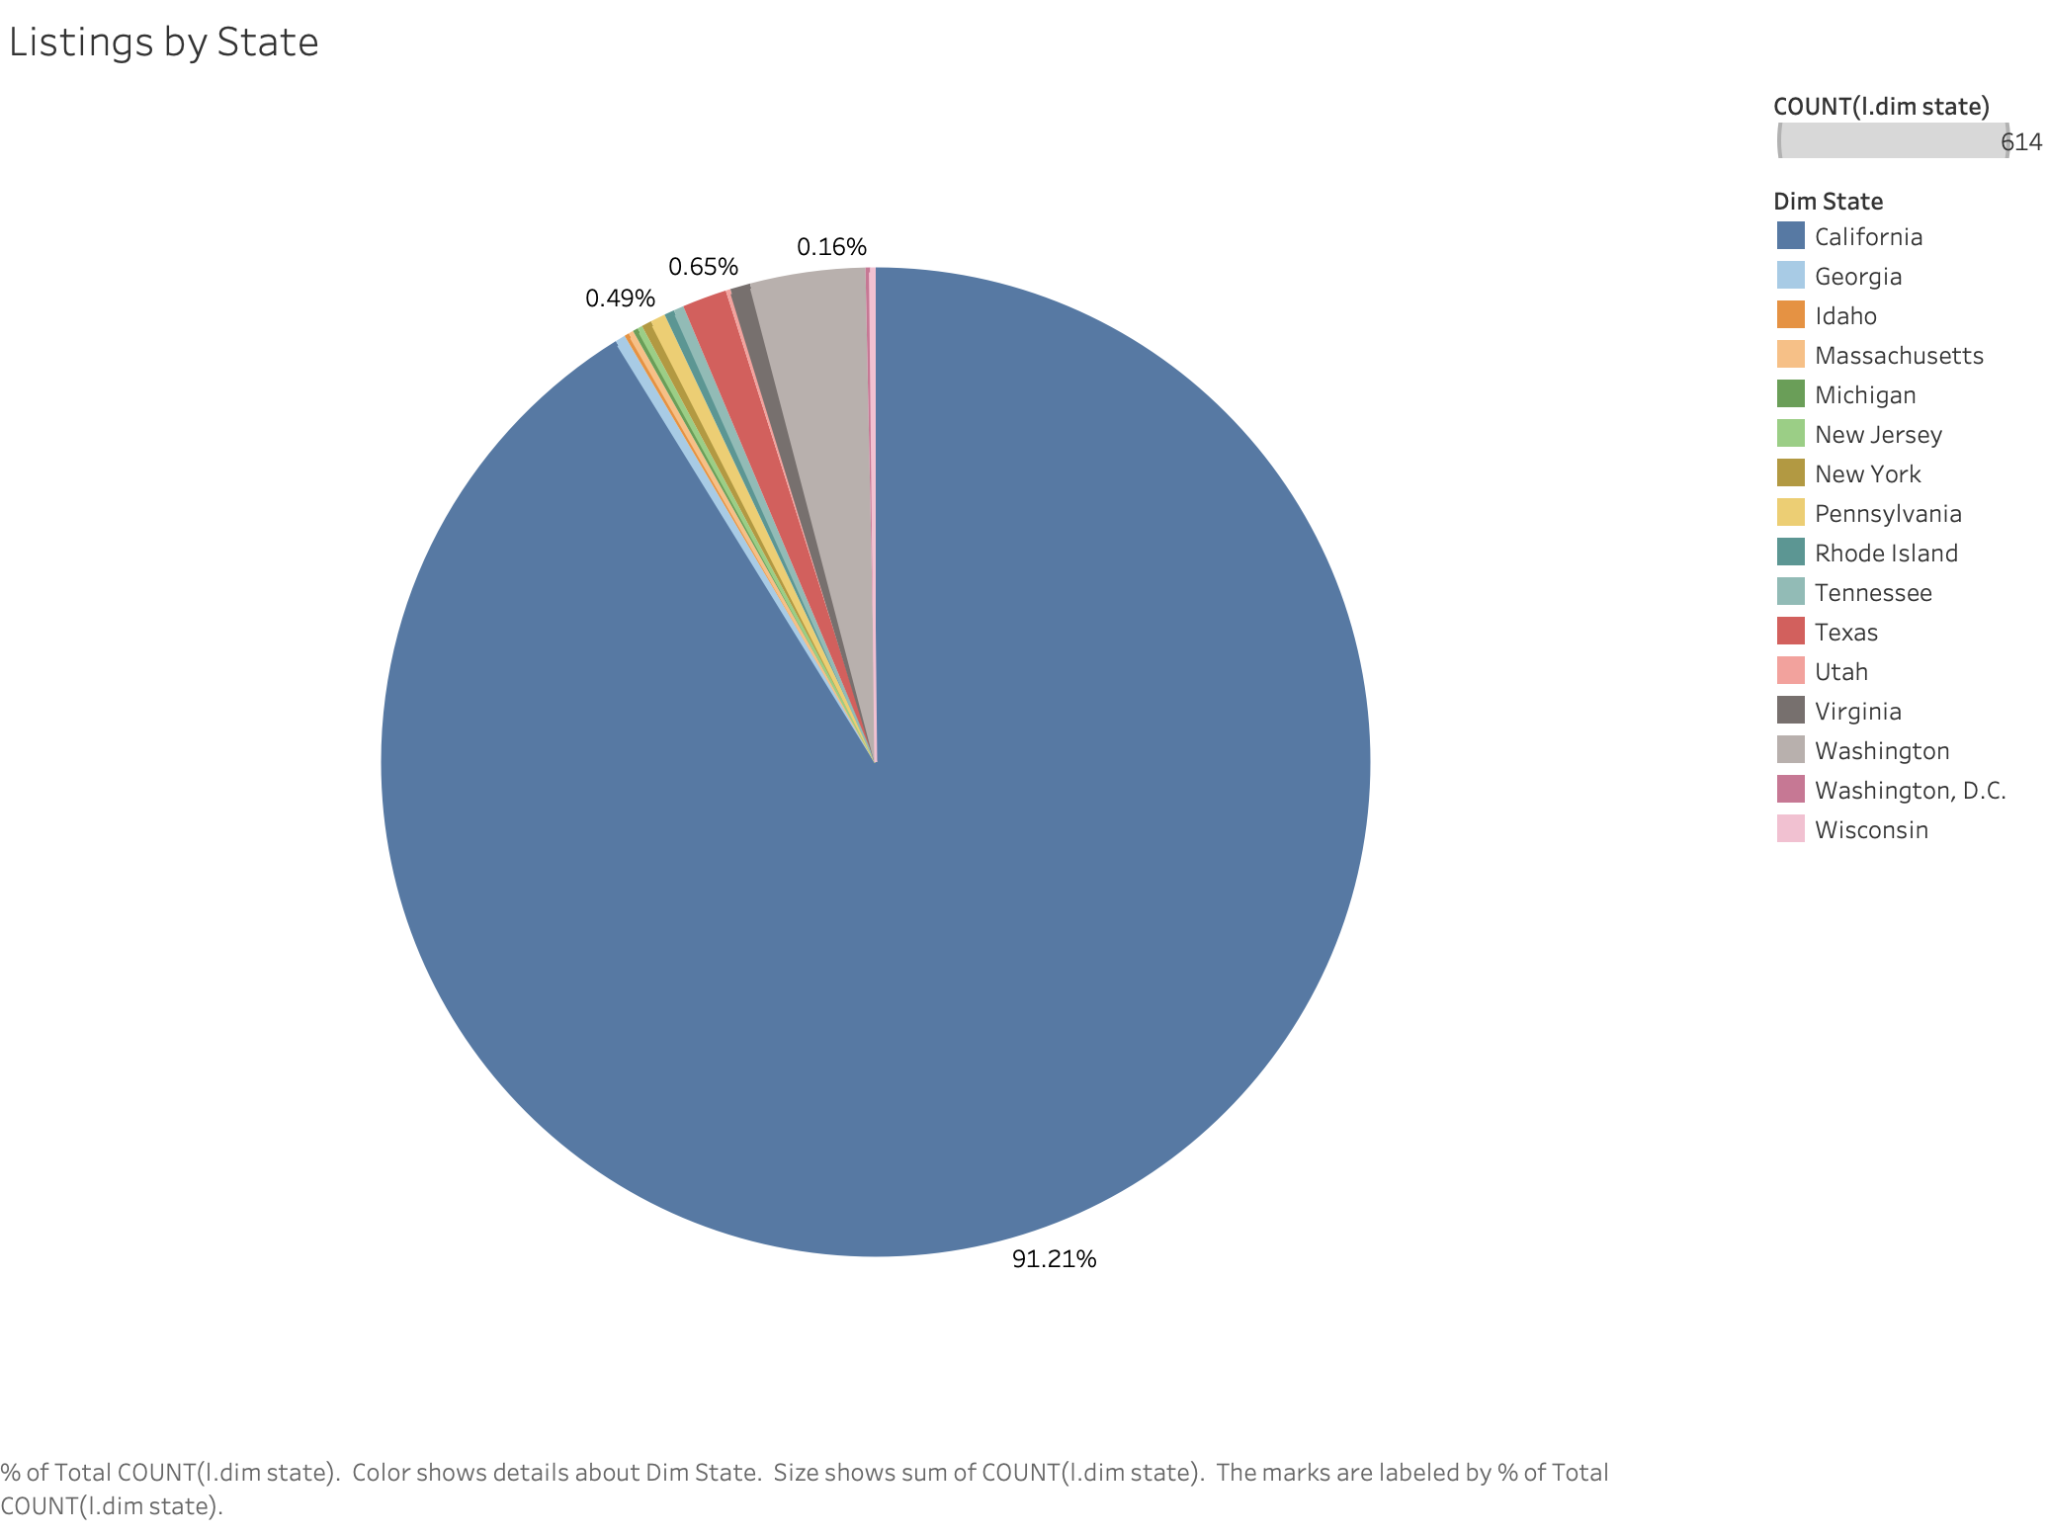 Listings by State
COUNT(l.dim state)
614
Dim State
California
Georgia
Idaho
Massachusetts
Michigan
New Jersey
New York
Pennsylvania
Rhode Island
Tennessee
Texas
Utah
Virginia
Washington
Washington, D.C.
Wisconsin
0.16%
0.65%
0.49%
91.21%
% of Total COUNT(l.dim state).  Color shows details about Dim State.  Size shows sum of COUNT(l.dim state).  The marks are labeled by % of Total
COUNT(l.dim state).